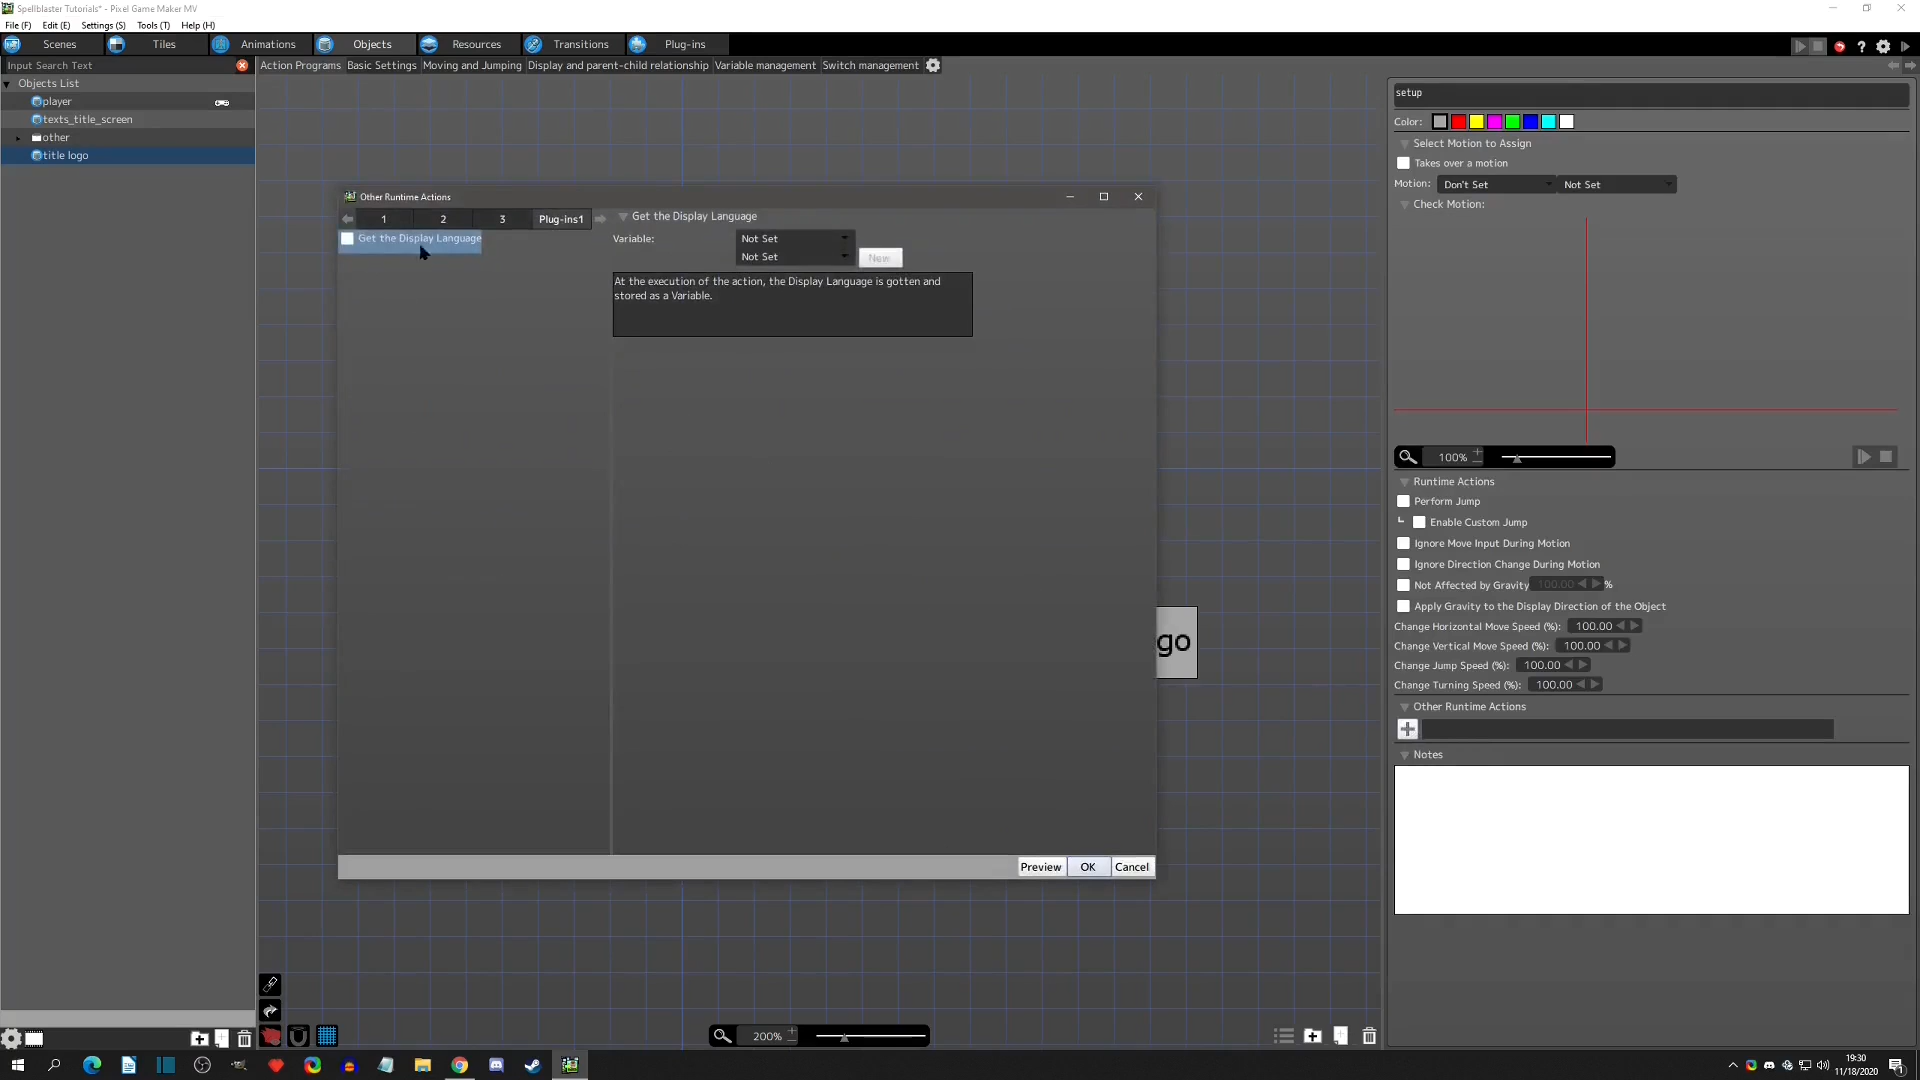 Spellblaster Tutorials* - Pixel Game Maker MV
File (F) Edit (E) Settings (S) Tools (T) Help (H)
Scenes Tiles Animations Objects Resources Transitions Plug-ins
Input Search Text
Action Programs Basic Settings Moving and Jumping Display and parent-child relationship Variable management Switch management
Objects List
player
texts_title_screen
other
title logo
Other Runtime Actions
1 2 3 Plug-ins1
Get the Display Language
Get the Display Language
Variable: Not Set
Not Set New
At the execution of the action, the Display Language is gotten and
stored as a Variable.
Preview OK Cancel
go
200%
setup
Color:
Select Motion to Assign
Takes over a motion
Motion: Don't Set Not Set
Check Motion:
100%
Runtime Actions
Perform Jump
Enable Custom Jump
Ignore Move Input During Motion
Ignore Direction Change During Motion
Not Affected by Gravity 100.00 %
Apply Gravity to the Display Direction of the Object
Change Horizontal Move Speed (%): 100.00
Change Vertical Move Speed (%): 100.00
Change Jump Speed (%): 100.00
Change Turning Speed (%): 100.00
Other Runtime Actions
Notes
19:30
11/18/2020